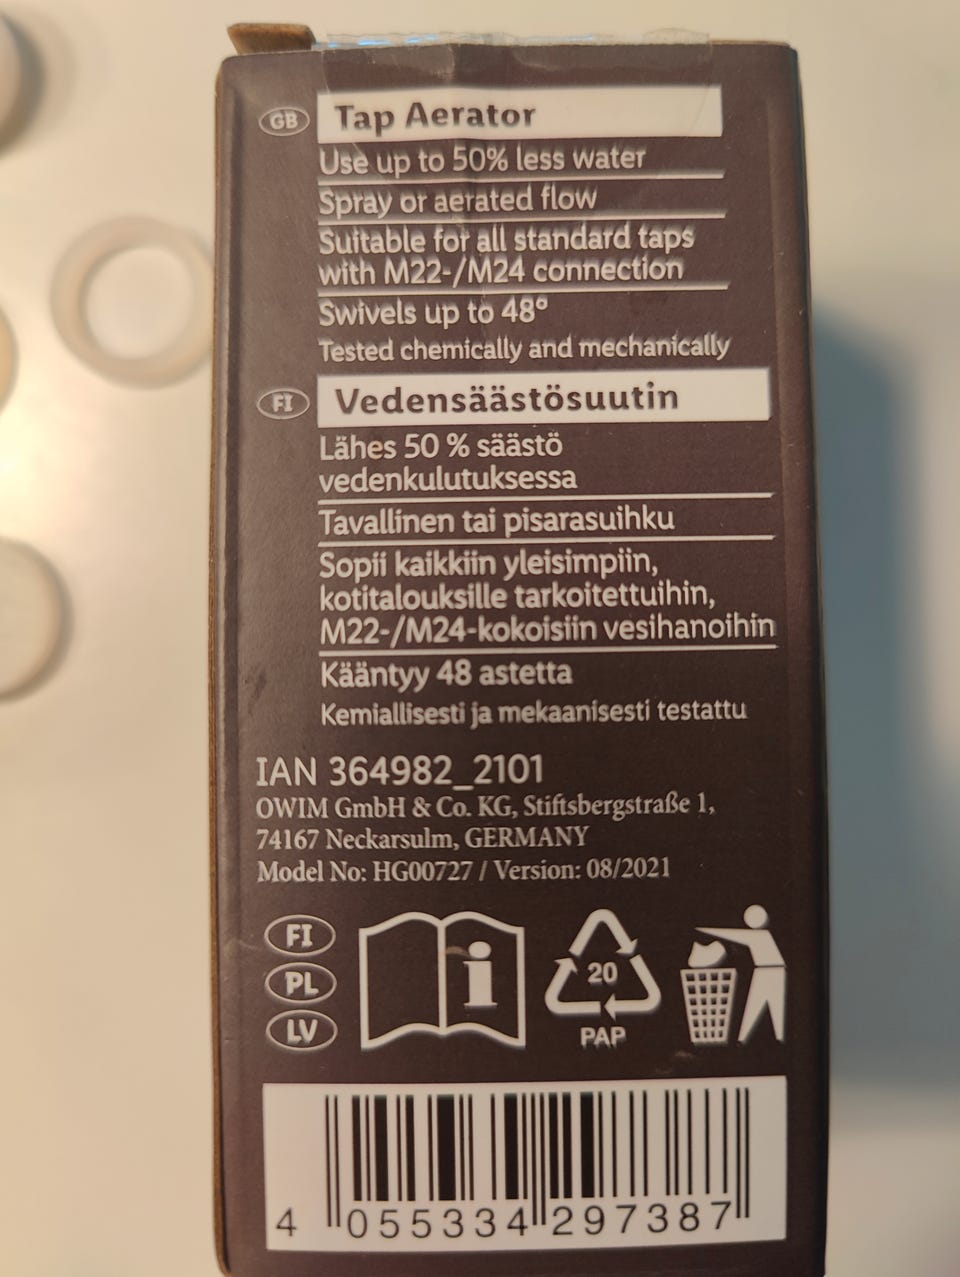 GB Tap Aerator
Use up to 50% less water
Spray or aerated flow
Suitable for all standard taps
with M22-/M24 connection
Swivels up to 48°
Tested chemically and mechanically
FI Vedensäästösuutin
Lähes 50 % säästö
vedenkulutuksessa
Tavallinen tai pisarasuihku
Sopii kaikkiin yleisimpiin,
kotitalouksille tarkoitettuihin,
M22-/M24-kokoisiin vesihanoihin
Kääntyy 48 astetta
Kemiallisesti ja mekaanisesti testattu
IAN 364982_2101
OWIM GmbH & Co. KG, Stiftsbergstraße 1,
74167 Neckarsulm, GERMANY
Model No: HG00727 / Version: 08/2021
FI
PL
LV
i
20
PAP
4 055334 297387